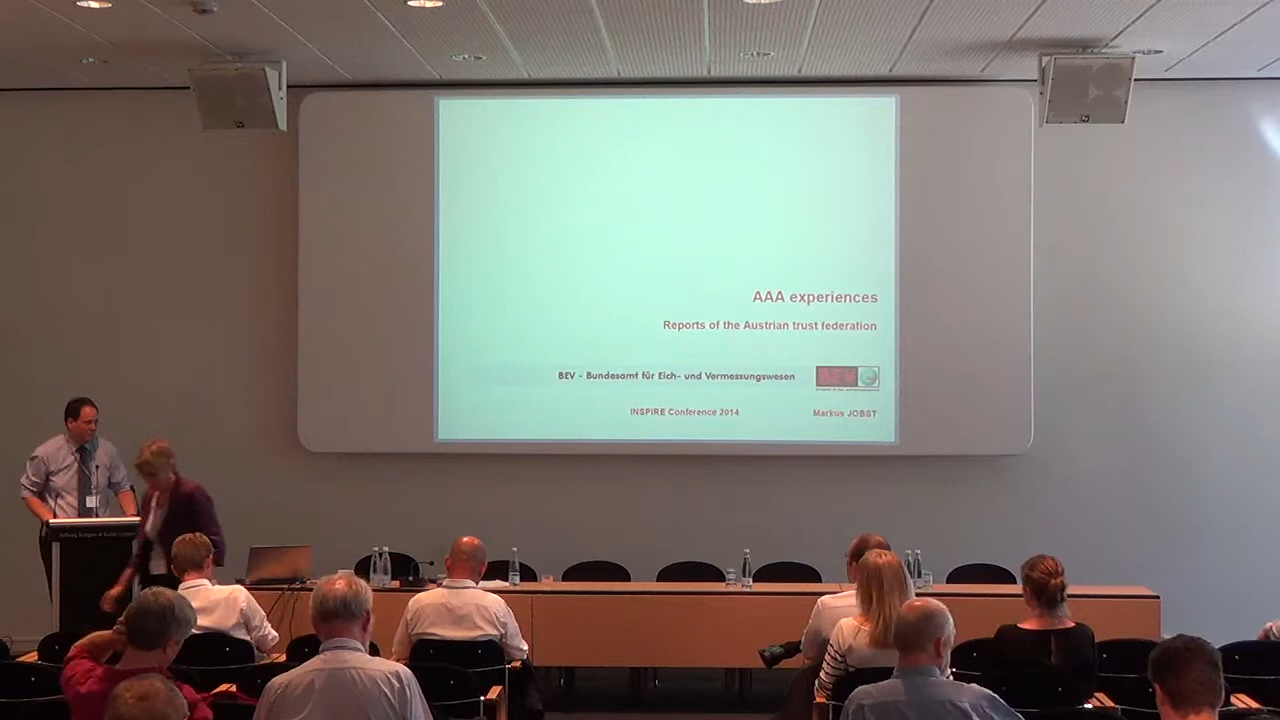 AAA experiences
Reports of the Austrian trust federation
BEV - Bundesamt für Eich- und Vermessungswesen
BEV
INSPIRE Conference 2014
Markus JOBST